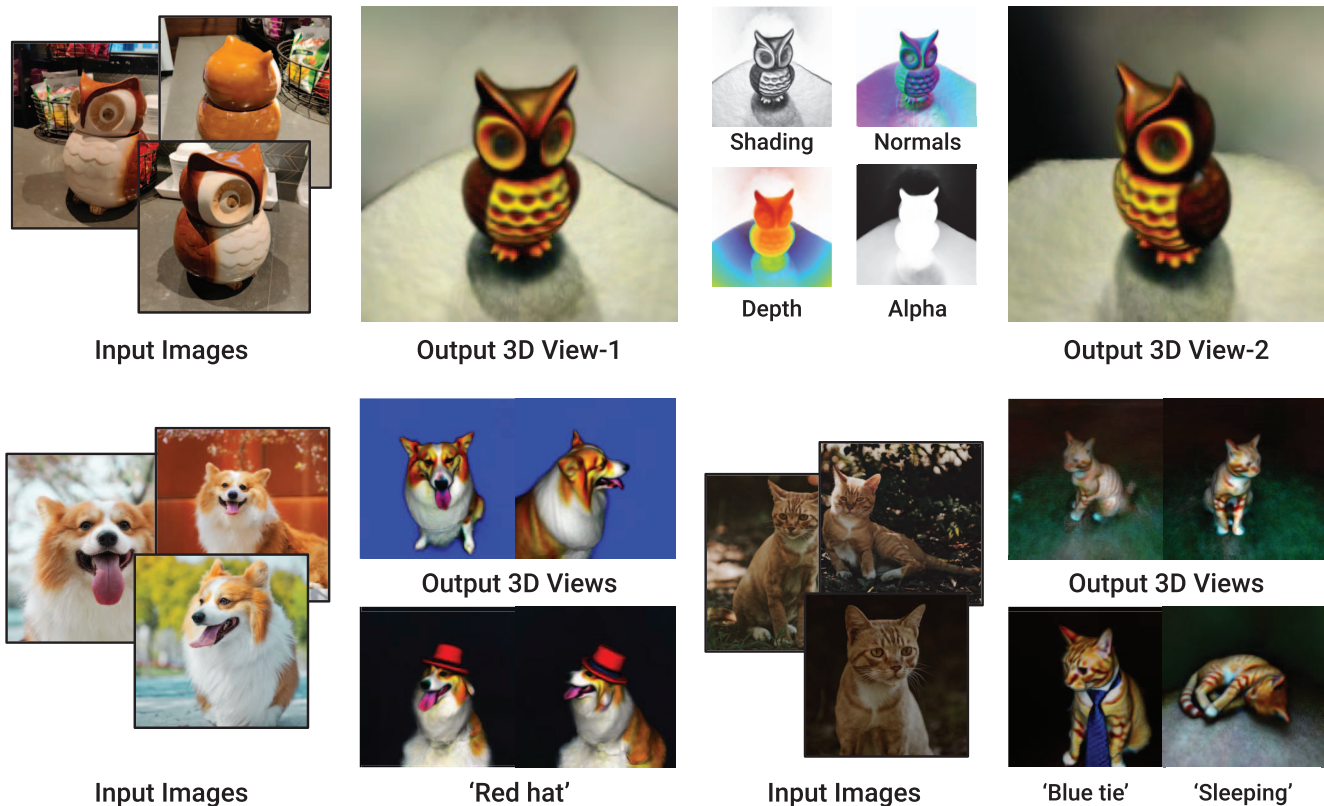 Shading
Normals
Depth
Alpha
Input Images
Output 3D View-1
Output 3D View-2
Output 3D Views
Output 3D Views
Input Images
‘Red hat’
Input Images
‘Blue tie’
‘Sleeping’